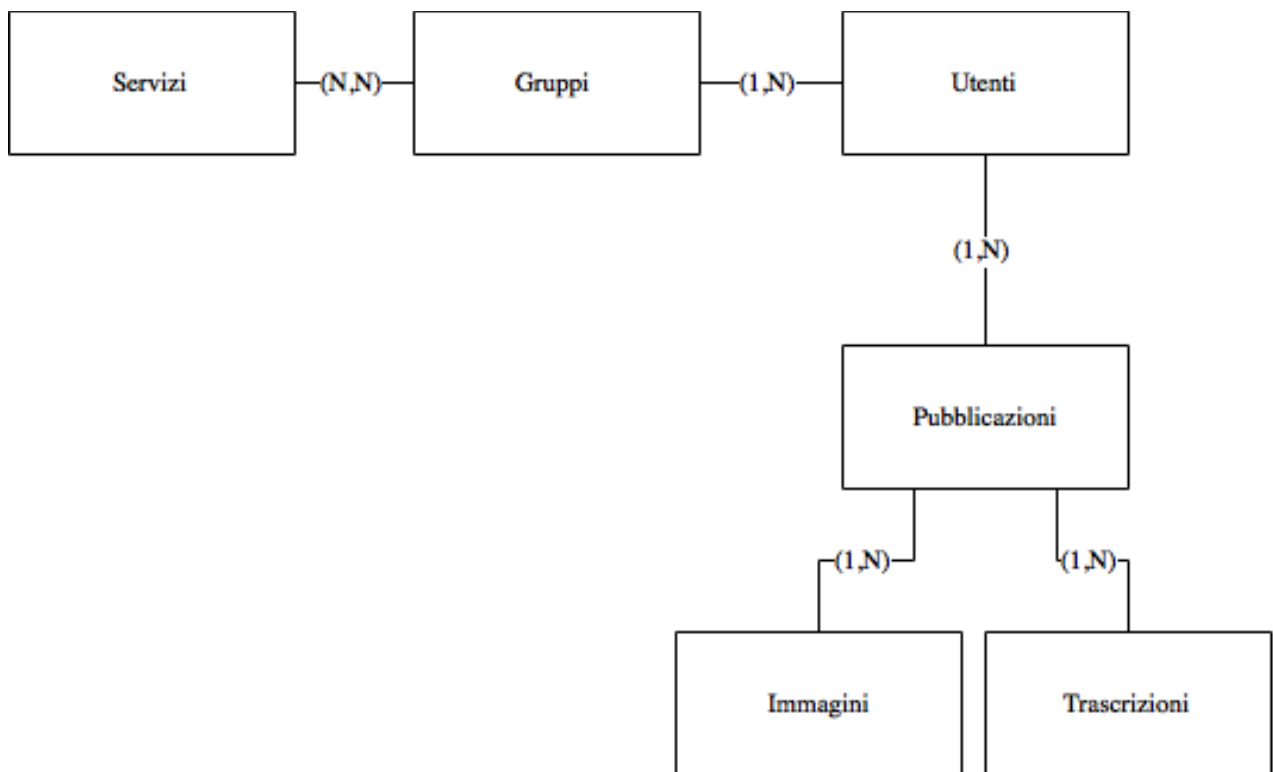 Servizi
(N,N)
Gruppi
(1,N)
Utenti
(1,N)
Pubblicazioni
(1,N)
(1,N)
Immagini
Trascrizioni